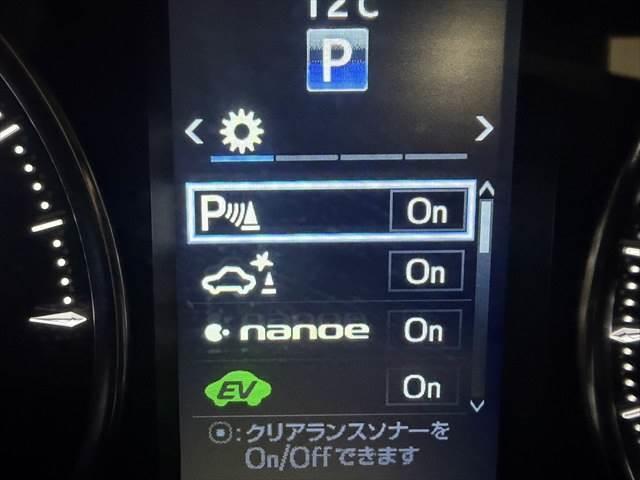 12℃
P
P On
On
nanoe On
EV On
⦿:クリアランスソナーを
On/Offできます